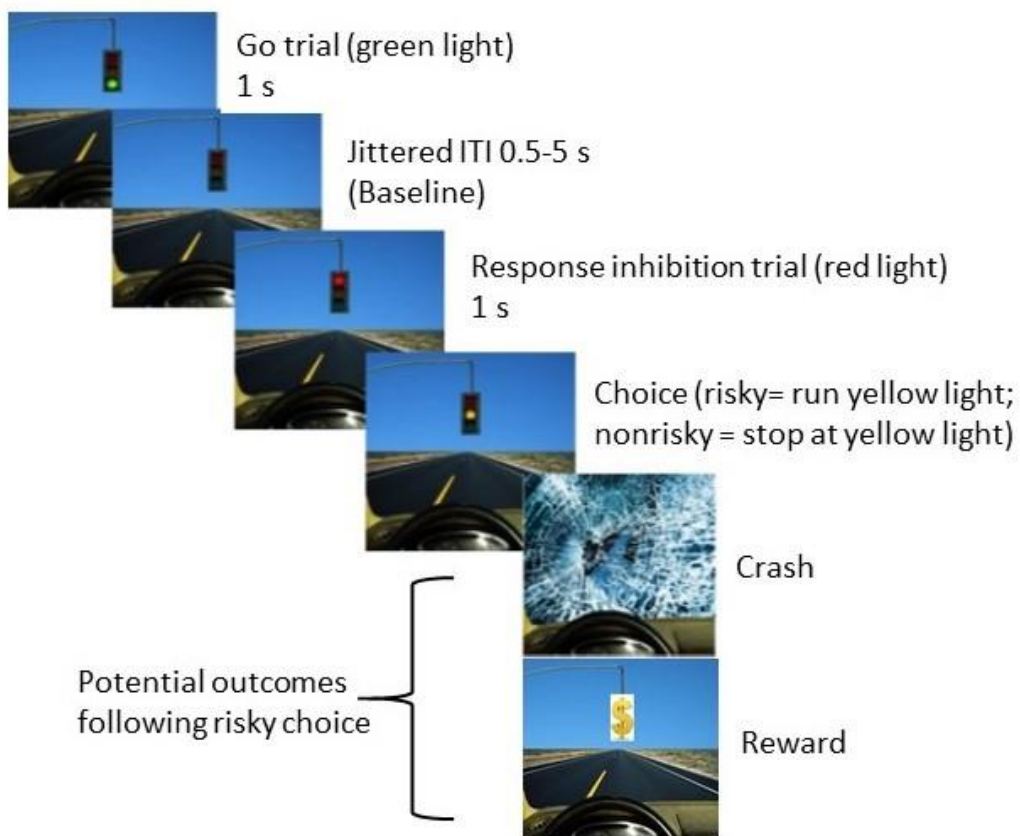 Go trial (green light)
1 s
Jittered ITI 0.5-5 s
(Baseline)
Response inhibition trial (red light)
1 s
Choice (risky= run yellow light;
nonrisky = stop at yellow light)
Crash
Potential outcomes
following risky choice
$
Reward